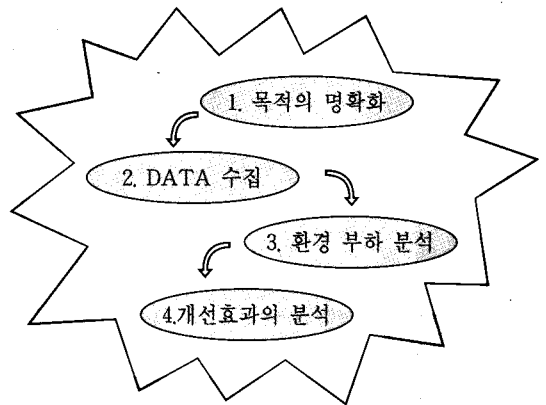 1. 목적의 명확화
2. DATA 수집
3. 환경 부하 분석
4.개선효과의 분석